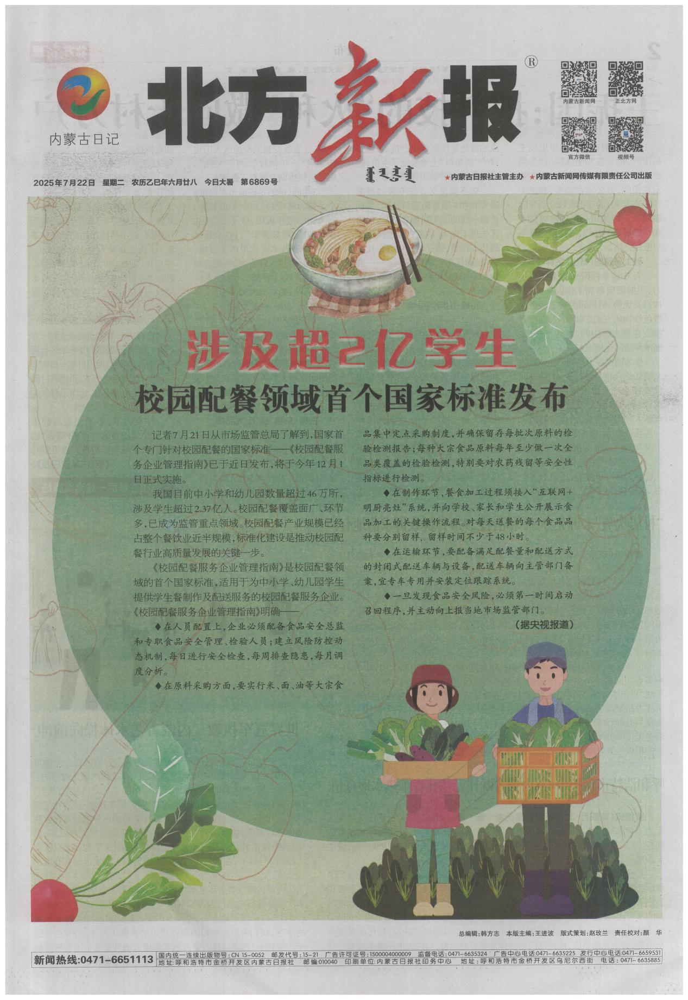 北方新报®
内蒙古日记
内蒙古新闻网
正北方网
官方微信
视频号
2025年7月22日 星期二 农历乙巳年六月廿八 今日大暑 第6869号
★内蒙古日报社主管主办 ★内蒙古新闻网传媒有限责任公司出版
涉及超2亿学生
校园配餐领域首个国家标准发布
记者7月21日从市场监管总局了解到,国家首
个专门针对校园配餐的国家标准——《校园配餐服
务企业管理指南》已于近日发布,将于今年12月1
日正式实施。
我国目前中小学和幼儿园数量超过46万所,
涉及学生超过2.37亿人。校园配餐覆盖面广、环节
多,已成为监管重点领域。校园配餐产业规模已经
占整个餐饮业近半规模,标准化建设是推动校园配
餐行业高质量发展的关键一步。
《校园配餐服务企业管理指南》是校园配餐领
域的首个国家标准,适用于为中小学、幼儿园学生
提供学生餐制作及配送服务的校园配餐服务企业。
《校园配餐服务企业管理指南》明确——
◆在人员配置上,企业必须配备食品安全总监
和专职食品安全管理、检验人员;建立风险防控动
态机制,每日进行安全检查,每周排查隐患,每月调
度分析。
◆在原料采购方面,要实行米、面、油等大宗食
品集中定点采购制度,并确保留存每批次原料的检
验检测报告;每种大宗食品原料每年至少做一次全
品类覆盖的检验检测,特别要对农药残留等安全性
指标进行检测。
◆在制作环节,餐食加工过程须接入“互联网+
明厨亮灶”系统,并向学校、家长和学生公开展示食
品加工的关键操作流程。对每天送餐的每个食品品
种要分别留样,留样时间不少于48小时。
◆在运输环节,要配备满足配餐量和配送方式
的封闭式配送车辆与设备,配送车辆向主管部门备
案,宜专车专用并安装定位跟踪系统。
◆一旦发现食品安全风险,必须第一时间启动
召回程序,并主动向上报当地市场监管部门。
(据央视报道)
总编辑:韩方志 本版主编:王进波 版式策划:赵玫兰 责任校对:颜 华
新闻热线:0471-6651113
国内统一连续出版物号:CN 15-0052 邮发代号:15-21 广告许可证号:1500004000009 监督电话:0471-6635324 广告中心电话:0471-6635225 发行中心电话:0471-6659531
地址:呼和浩特市金桥开发区内蒙古日报社 邮编:010040 印刷单位:内蒙古日报社印务中心 地址:呼和浩特市金桥开发区乌尼尔西街 电话:0471-6635885